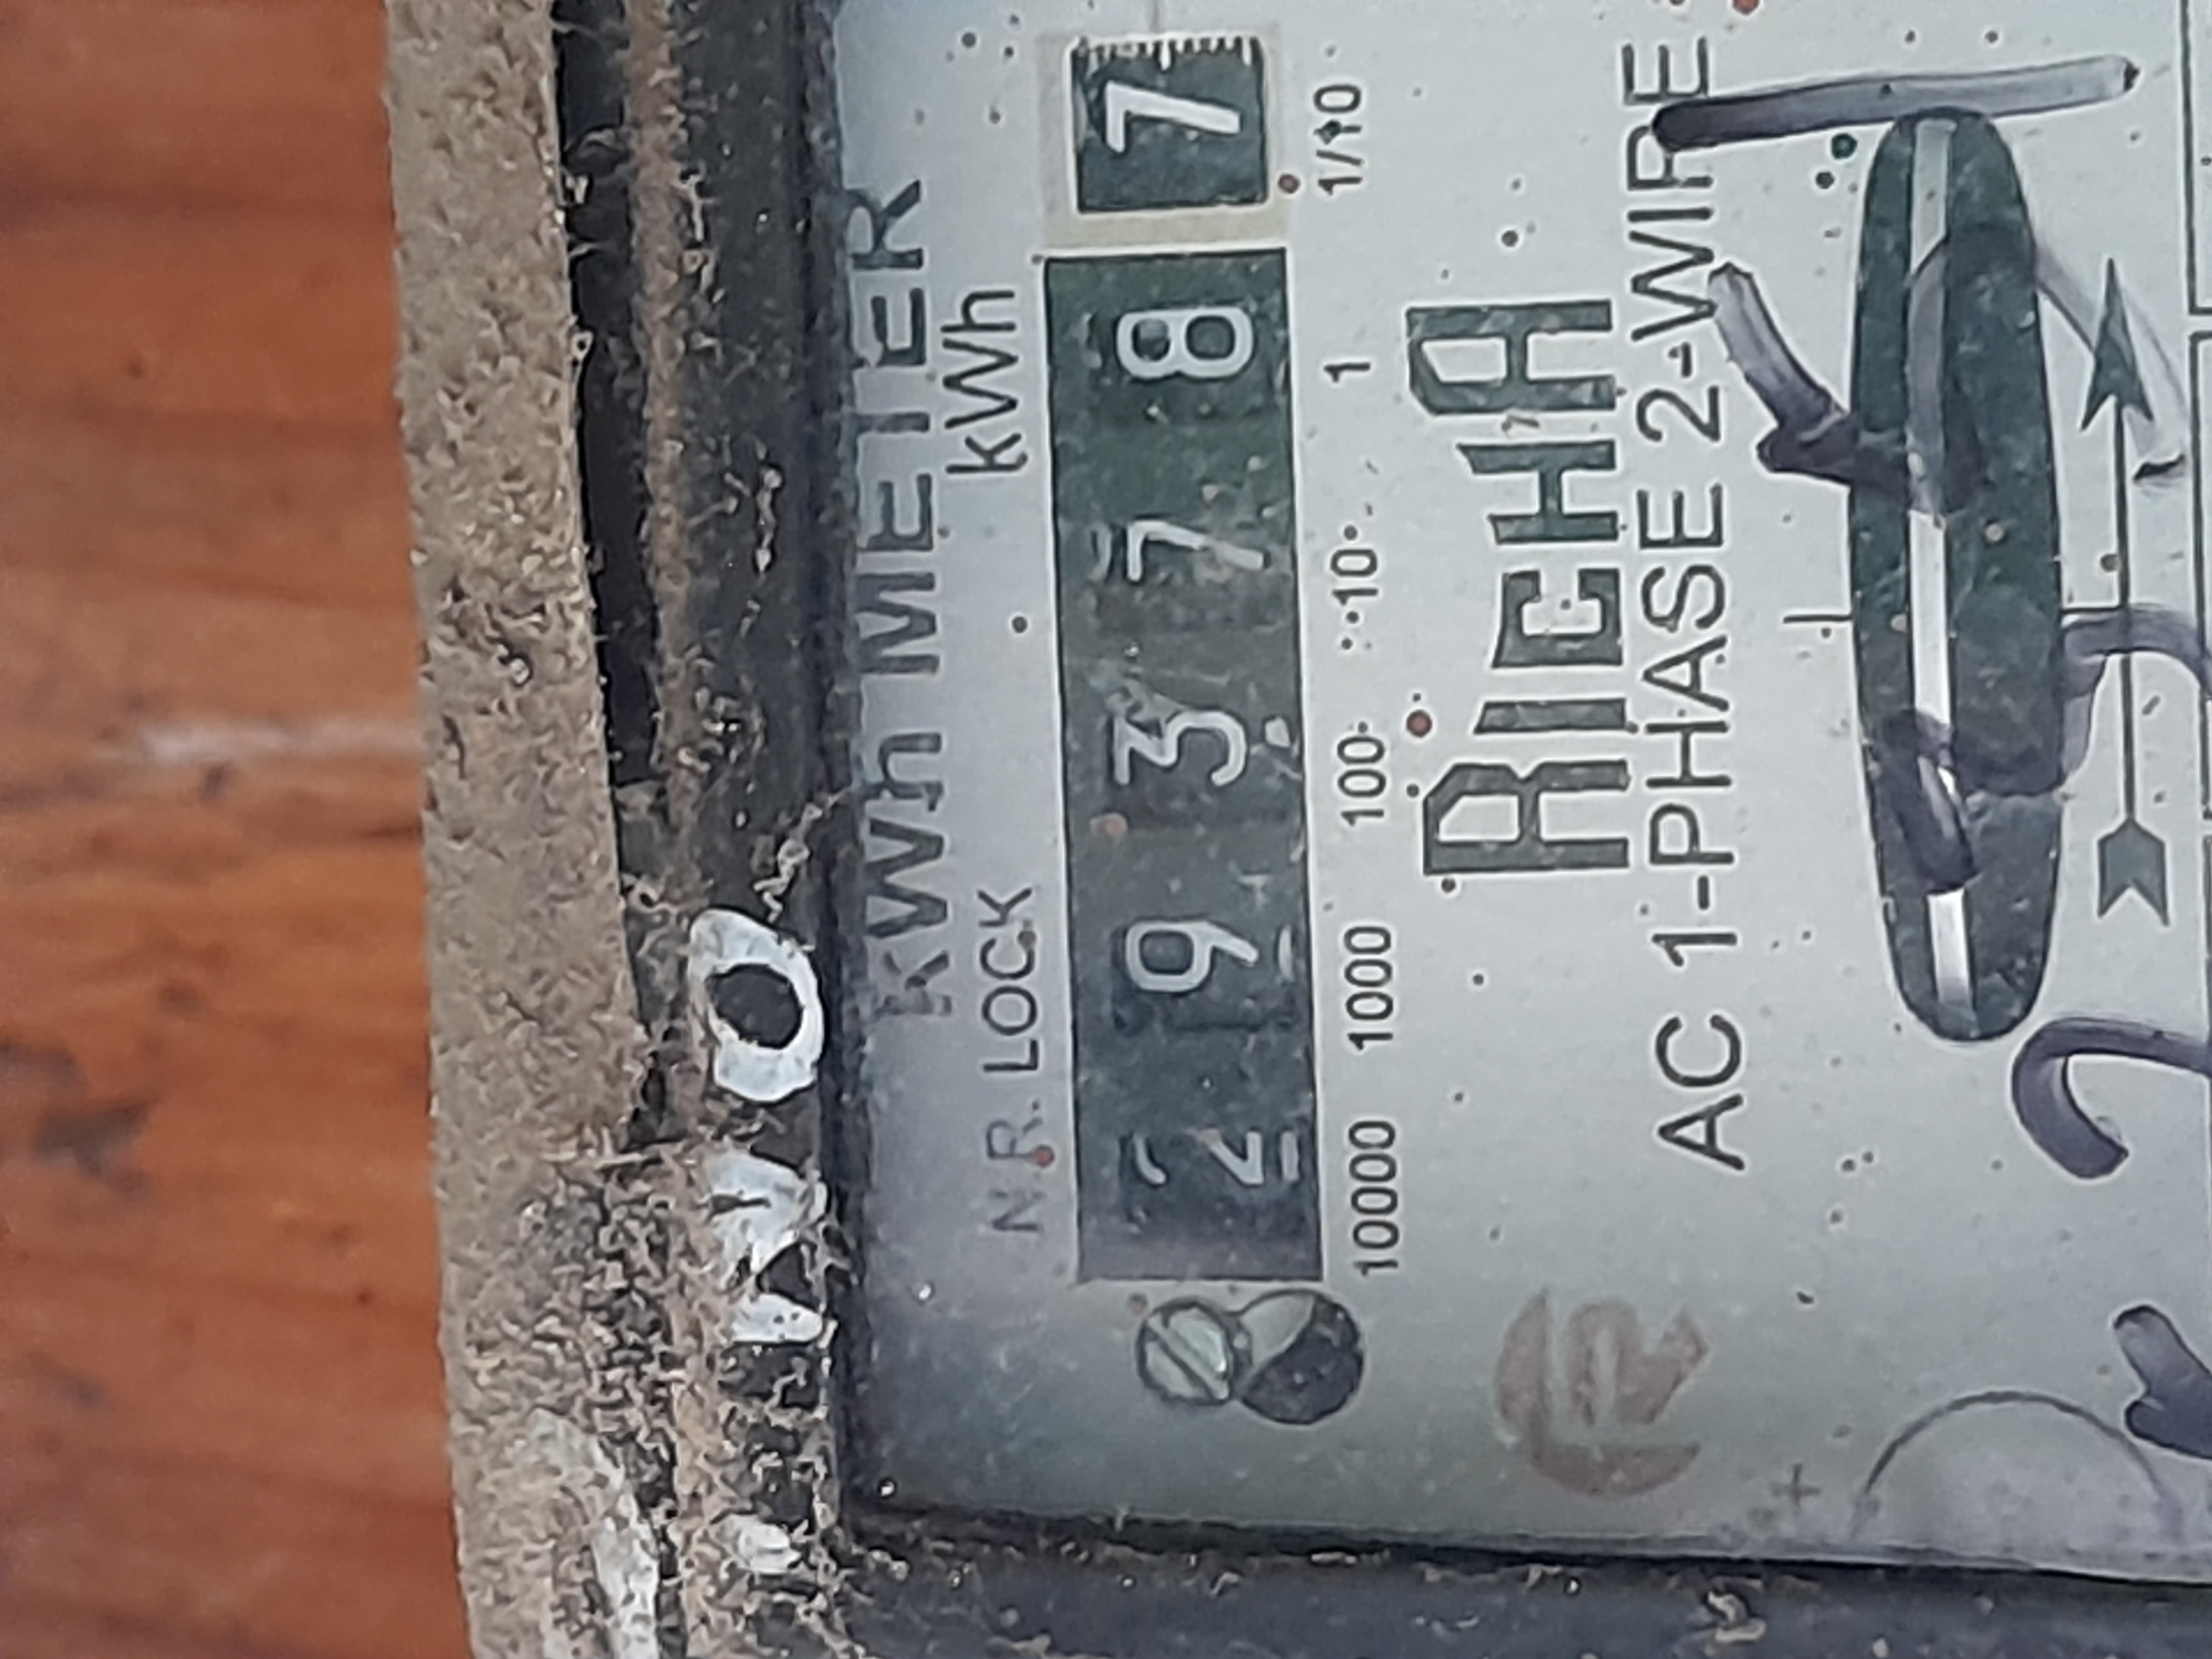 kWh METER
N.R. LOCK kWh
2 9 3 7 8 7
10000 1000 100 10 1 1/10
RIICHA
AC 1-PHASE 2-WIRE